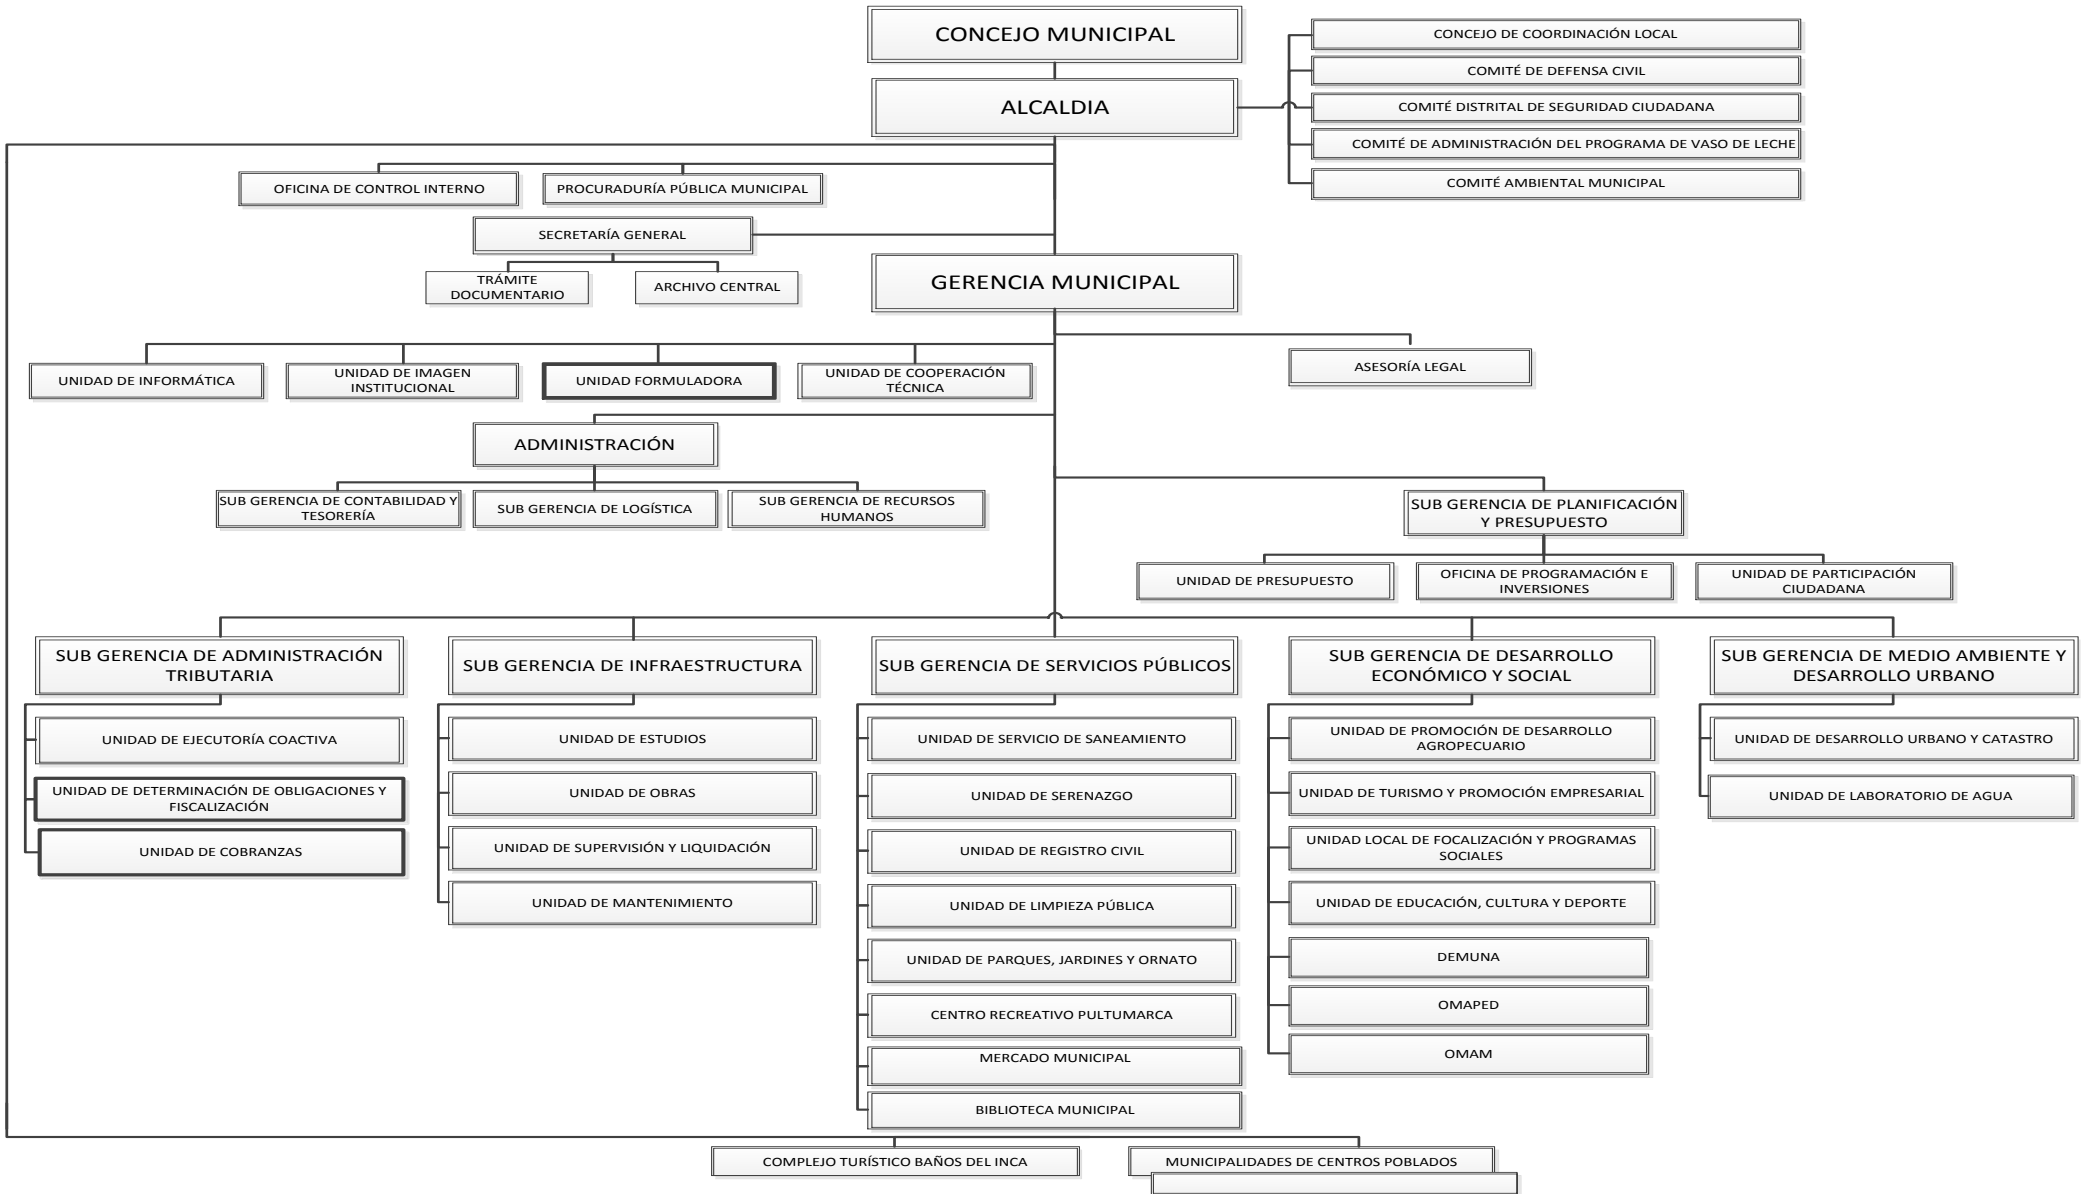 CONCEJO MUNICIPAL
CONCEJO DE COORDINACIÓN LOCAL
COMITÉ DE DEFENSA CIVIL
ALCALDIA
COMITÉ DISTRITAL DE SEGURIDAD CIUDADANA
COMITÉ DE ADMINISTRACIÓN DEL PROGRAMA DE VASO DE LECHE
COMITÉ AMBIENTAL MUNICIPAL
OFICINA DE CONTROL INTERNO
PROCURADURÍA PÚBLICA MUNICIPAL
SECRETARÍA GENERAL
TRÁMITE
DOCUMENTARIO
ARCHIVO CENTRAL
GERENCIA MUNICIPAL
UNIDAD DE INFORMÁTICA
UNIDAD DE IMAGEN
INSTITUCIONAL
UNIDAD FORMULADORA
UNIDAD DE COOPERACIÓN
TÉCNICA
ASESORÍA LEGAL
ADMINISTRACIÓN
SUB GERENCIA DE CONTABILIDAD Y
TESORERÍA
SUB GERENCIA DE LOGÍSTICA
SUB GERENCIA DE RECURSOS
HUMANOS
SUB GERENCIA DE PLANIFICACIÓN
Y PRESUPUESTO
UNIDAD DE PRESUPUESTO
OFICINA DE PROGRAMACIÓN E
INVERSIONES
UNIDAD DE PARTICIPACIÓN
CIUDADANA
SUB GERENCIA DE ADMINISTRACIÓN
TRIBUTARIA
UNIDAD DE EJECUTORÍA COACTIVA
UNIDAD DE DETERMINACIÓN DE OBLIGACIONES Y
FISCALIZACIÓN
UNIDAD DE COBRANZAS
SUB GERENCIA DE INFRAESTRUCTURA
UNIDAD DE ESTUDIOS
UNIDAD DE OBRAS
UNIDAD DE SUPERVISIÓN Y LIQUIDACIÓN
UNIDAD DE MANTENIMIENTO
SUB GERENCIA DE SERVICIOS PÚBLICOS
UNIDAD DE SERVICIO DE SANEAMIENTO
UNIDAD DE SERENAZGO
UNIDAD DE REGISTRO CIVIL
UNIDAD DE LIMPIEZA PÚBLICA
UNIDAD DE PARQUES, JARDINES Y ORNATO
CENTRO RECREATIVO PULTUMARCA
MERCADO MUNICIPAL
BIBLIOTECA MUNICIPAL
SUB GERENCIA DE DESARROLLO
ECONÓMICO Y SOCIAL
UNIDAD DE PROMOCIÓN DE DESARROLLO
AGROPECUARIO
UNIDAD DE TURISMO Y PROMOCIÓN EMPRESARIAL
UNIDAD LOCAL DE FOCALIZACIÓN Y PROGRAMAS
SOCIALES
UNIDAD DE EDUCACIÓN, CULTURA Y DEPORTE
DEMUNA
OMAPED
OMAM
SUB GERENCIA DE MEDIO AMBIENTE Y
DESARROLLO URBANO
UNIDAD DE DESARROLLO URBANO Y CATASTRO
UNIDAD DE LABORATORIO DE AGUA
COMPLEJO TURÍSTICO BAÑOS DEL INCA
MUNICIPALIDADES DE CENTROS POBLADOS